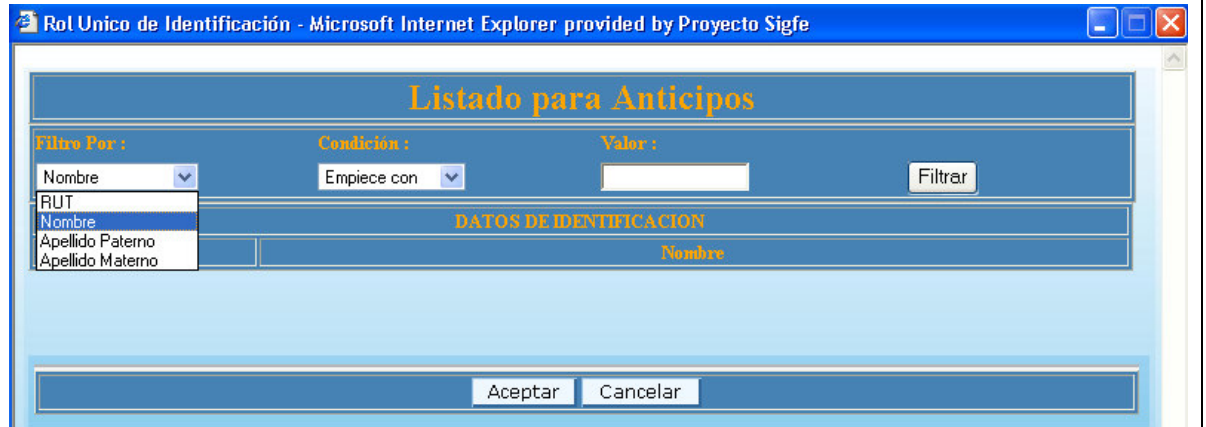 Rol Unico de Identificación - Microsoft Internet Explorer provided by Proyecto Sigfe
Listado para Anticipos
Filtro Por : Condición : Valor :
Nombre Empiece con Filtrar
RUT
Nombre
Apellido Paterno
Apellido Materno
DATOS DE IDENTIFICACION
Nombre
Aceptar Cancelar